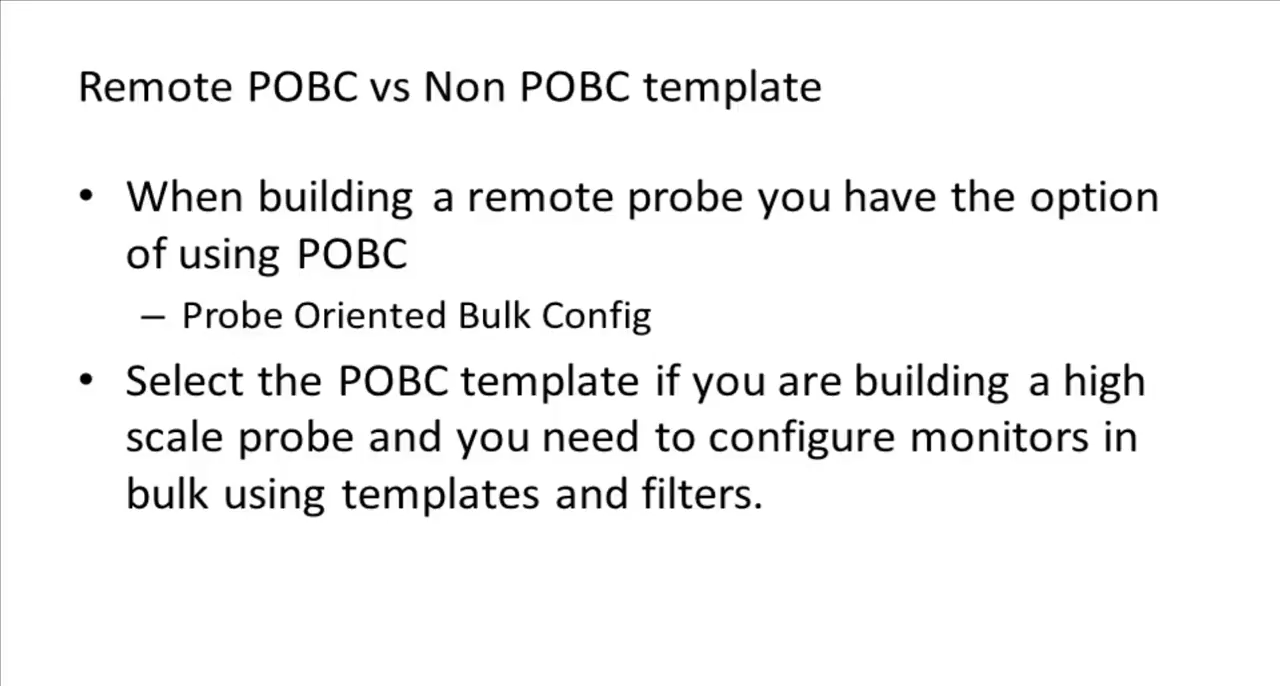 Remote POBC vs Non POBC template
• When building a remote probe you have the option
of using POBC
– Probe Oriented Bulk Config
• Select the POBC template if you are building a high
scale probe and you need to configure monitors in
bulk using templates and filters.